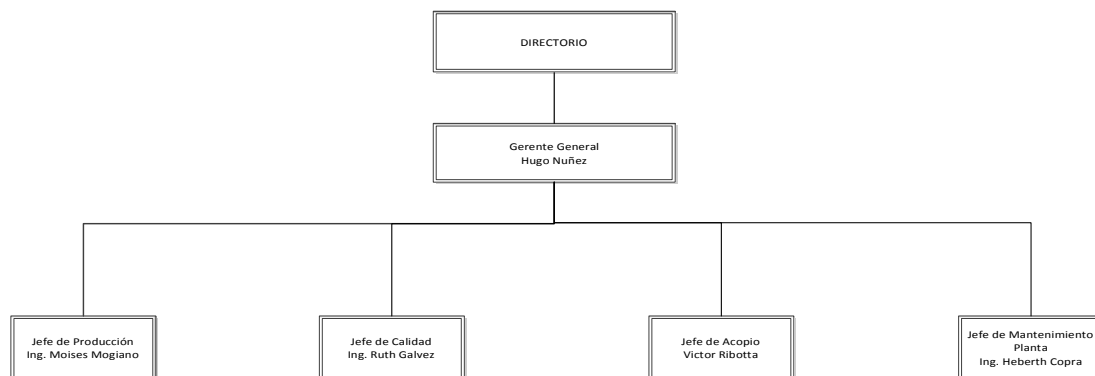 DIRECTORIO
Gerente General
Hugo Nuñez
Jefe de Producción
Ing. Moises Mogiano
Jefe de Calidad
Ing. Ruth Galvez
Jefe de Acopio
Victor Ribotta
Jefe de Mantenimiento
Planta
Ing. Heberth Copra